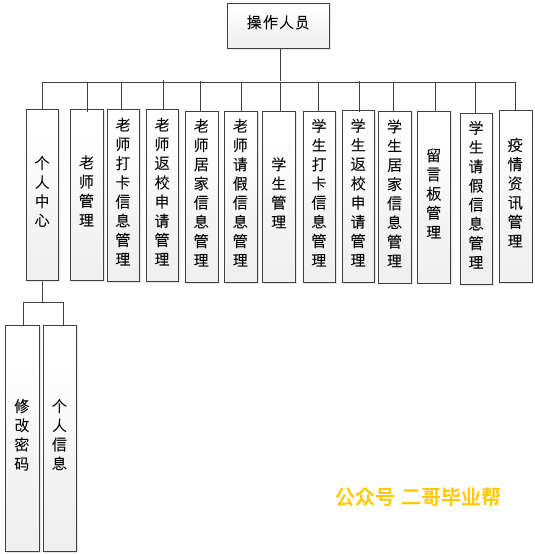 操作人员
个人中心
老师管理
老师打卡信息管理
老师返校申请管理
老师居家信息管理
老师请假信息管理
学生管理
学生打卡信息管理
学生返校申请管理
学生居家信息管理
留言板管理
学生请假信息管理
疫情资讯管理
修改密码
个人信息
公众号 二哥毕业帮